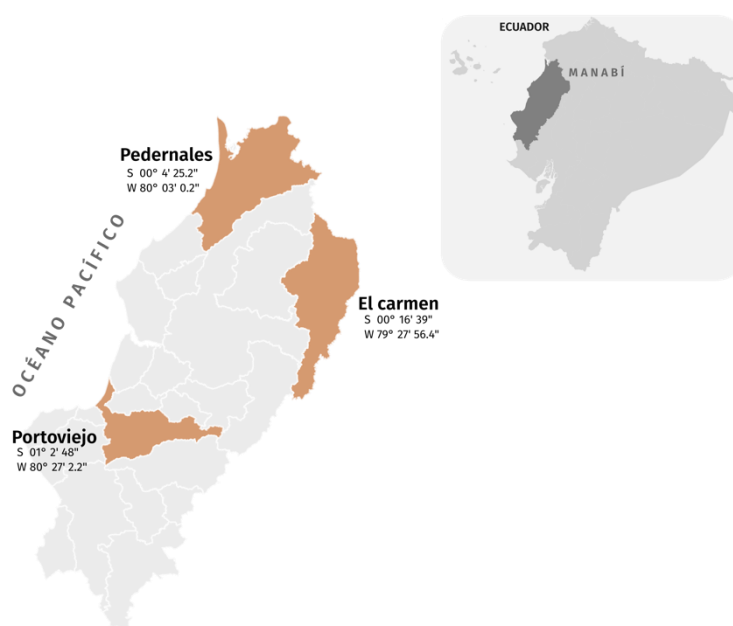 ECUADOR
MANABÍ
Pedernales
S 00° 4' 25.2"
W 80° 03' 0.2"
OCÉANO PACÍFICO
El carmen
S 00° 16' 39"
W 79° 27' 56.4"
Portoviejo
S 01° 2' 48"
W 80° 27' 2.2"